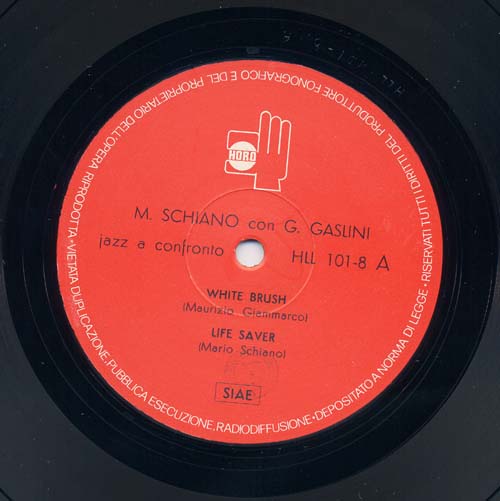 HORO
M. SCHIANO con G. GASLINI
jazz a confronto HLL 101-8 A
WHITE BRUSH
(Maurizio Giammarco)
LIFE SAVER
(Mario Schiano)
SIAE
RISERVATI TUTTI I DIRITTI DEL PRODUTTORE FONOGRAFICO E DEL PROPRIETARIO DELL'OPERA RIPRODOTTA • VIETATA DUPLICAZIONE, PUBBLICA ESECUZIONE, RADIODIFFUSIONE • DEPOSITATO A NORMA DI LEGGE •